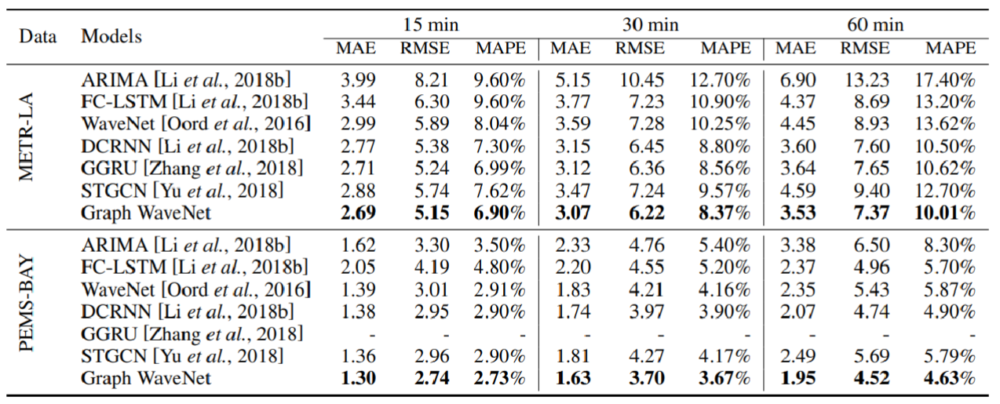 Data Models 15 min 30 min 60 min
MAE RMSE MAPE MAE RMSE MAPE MAE RMSE MAPE
METR-LA
ARIMA [Li et al., 2018b] 3.99 8.21 9.60% 5.15 10.45 12.70% 6.90 13.23 17.40%
FC-LSTM [Li et al., 2018b] 3.44 6.30 9.60% 3.77 7.23 10.90% 4.37 8.69 13.20%
WaveNet [Oord et al., 2016] 2.99 5.89 8.04% 3.59 7.28 10.25% 4.45 8.93 13.62%
DCRNN [Li et al., 2018b] 2.77 5.38 7.30% 3.15 6.45 8.80% 3.60 7.60 10.50%
GGRU [Zhang et al., 2018] 2.71 5.24 6.99% 3.12 6.36 8.56% 3.64 7.65 10.62%
STGCN [Yu et al., 2018] 2.88 5.74 7.62% 3.47 7.24 9.57% 4.59 9.40 12.70%
Graph WaveNet 2.69 5.15 6.90% 3.07 6.22 8.37% 3.53 7.37 10.01%
PEMS-BAY
ARIMA [Li et al., 2018b] 1.62 3.30 3.50% 2.33 4.76 5.40% 3.38 6.50 8.30%
FC-LSTM [Li et al., 2018b] 2.05 4.19 4.80% 2.20 4.55 5.20% 2.37 4.96 5.70%
WaveNet [Oord et al., 2016] 1.39 3.01 2.91% 1.83 4.21 4.16% 2.35 5.43 5.87%
DCRNN [Li et al., 2018b] 1.38 2.95 2.90% 1.74 3.97 3.90% 2.07 4.74 4.90%
GGRU [Zhang et al., 2018] - - - - - - - - -
STGCN [Yu et al., 2018] 1.36 2.96 2.90% 1.81 4.27 4.17% 2.49 5.69 5.79%
Graph WaveNet 1.30 2.74 2.73% 1.63 3.70 3.67% 1.95 4.52 4.63%